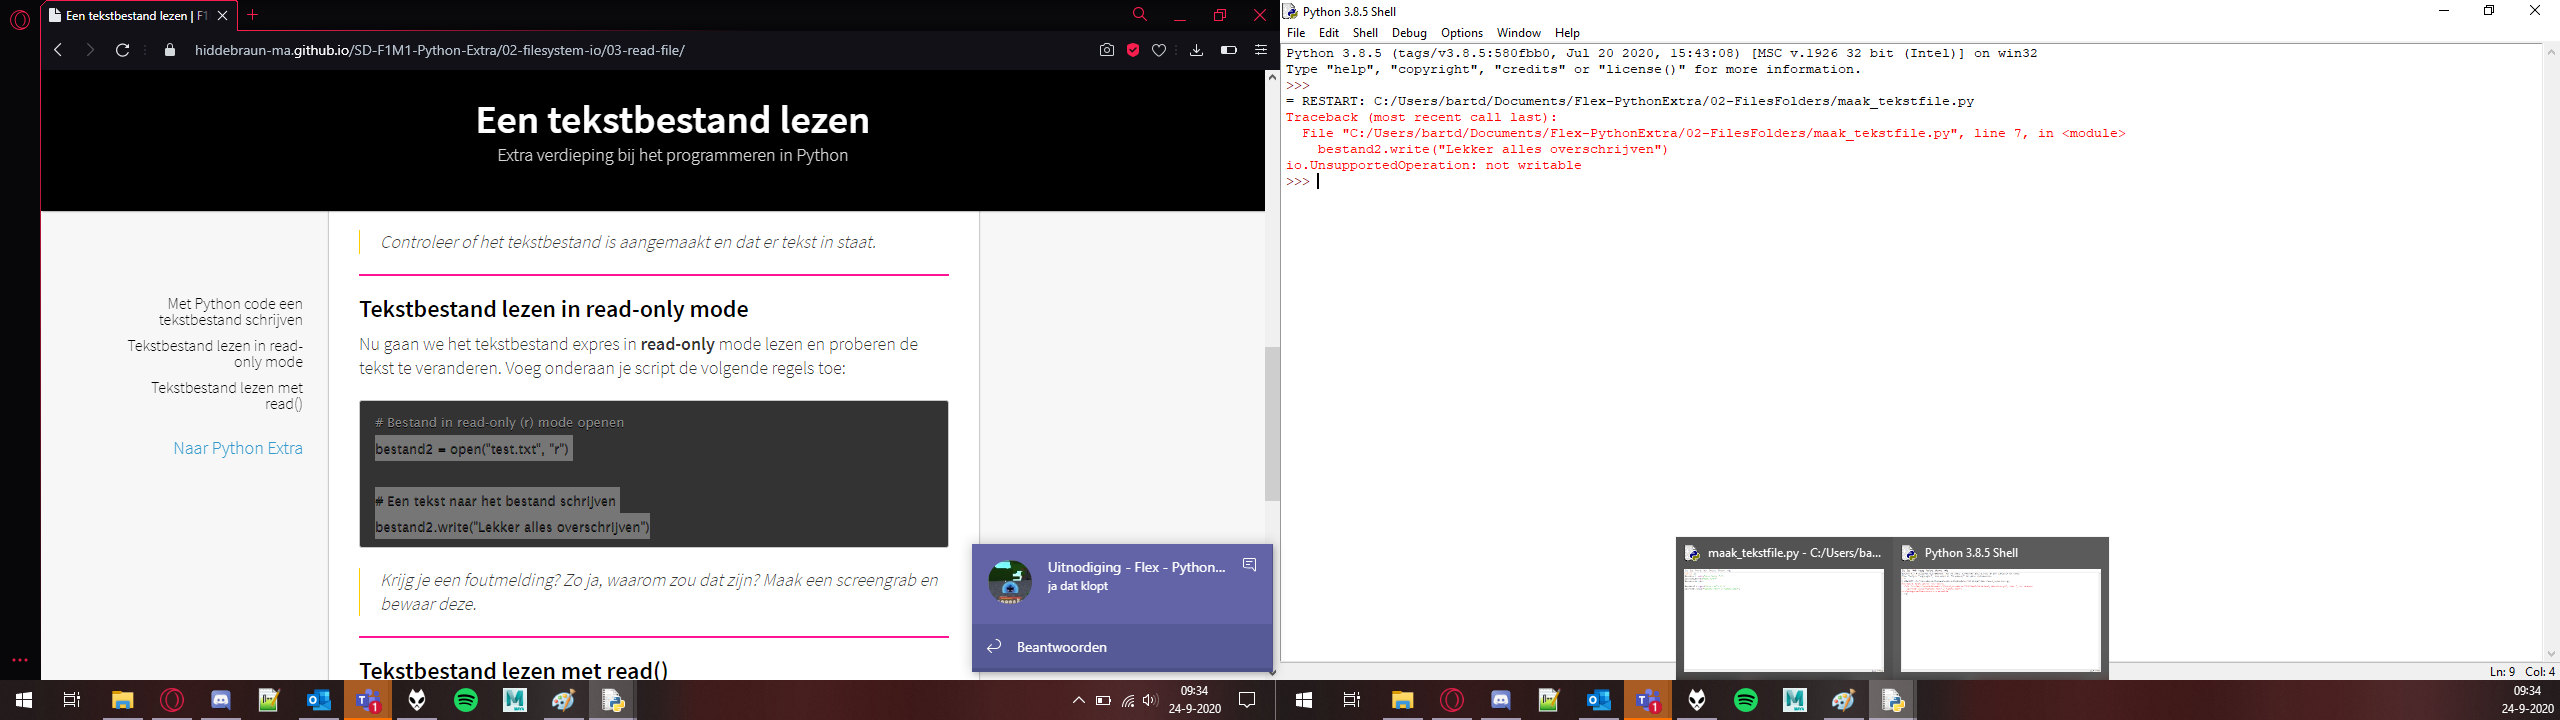 Een tekstbestand lezen | F1
hiddebraun-ma.github.io/SD-F1M1-Python-Extra/02-filesystem-io/03-read-file/
Een tekstbestand lezen
Extra verdieping bij het programmeren in Python
Met Python code een
tekstbestand schrijven
Tekstbestand lezen in read-
only mode
Tekstbestand lezen met
read()
Naar Python Extra
Controleer of het tekstbestand is aangemaakt en dat er tekst in staat.
Tekstbestand lezen in read-only mode
Nu gaan we het tekstbestand expres in read-only mode lezen en proberen de
tekst te veranderen. Voeg onderaan je script de volgende regels toe:
# Bestand in read-only (r) mode openen
bestand2 = open("test.txt", "r")
# Een tekst naar het bestand schrijven
bestand2.write("Lekker alles overschrijven")
Krijg je een foutmelding? Zo ja, waarom zou dat zijn? Maak een screengrab en
bewaar deze.
Tekstbestand lezen met read()
Uitnodiging - Flex - Python...
ja dat klopt
Beantwoorden
09:34
24-9-2020
Python 3.8.5 Shell
File Edit Shell Debug Options Window Help
Python 3.8.5 (tags/v3.8.5:580fbb0, Jul 20 2020, 15:43:08) [MSC v.1926 32 bit (Intel)] on win32
Type "help", "copyright", "credits" or "license()" for more information.
>>>
= RESTART: C:/Users/bartd/Documents/Flex-PythonExtra/02-FilesFolders/maak_tekstfile.py
Traceback (most recent call last):
File "C:/Users/bartd/Documents/Flex-PythonExtra/02-FilesFolders/maak_tekstfile.py", line 7, in <module>
bestand2.write("Lekker alles overschrijven")
io.UnsupportedOperation: not writable
>>>
maak_tekstfile.py - C:/Users/ba...
Python 3.8.5 Shell
Ln: 9 Col: 4
09:34
24-9-2020